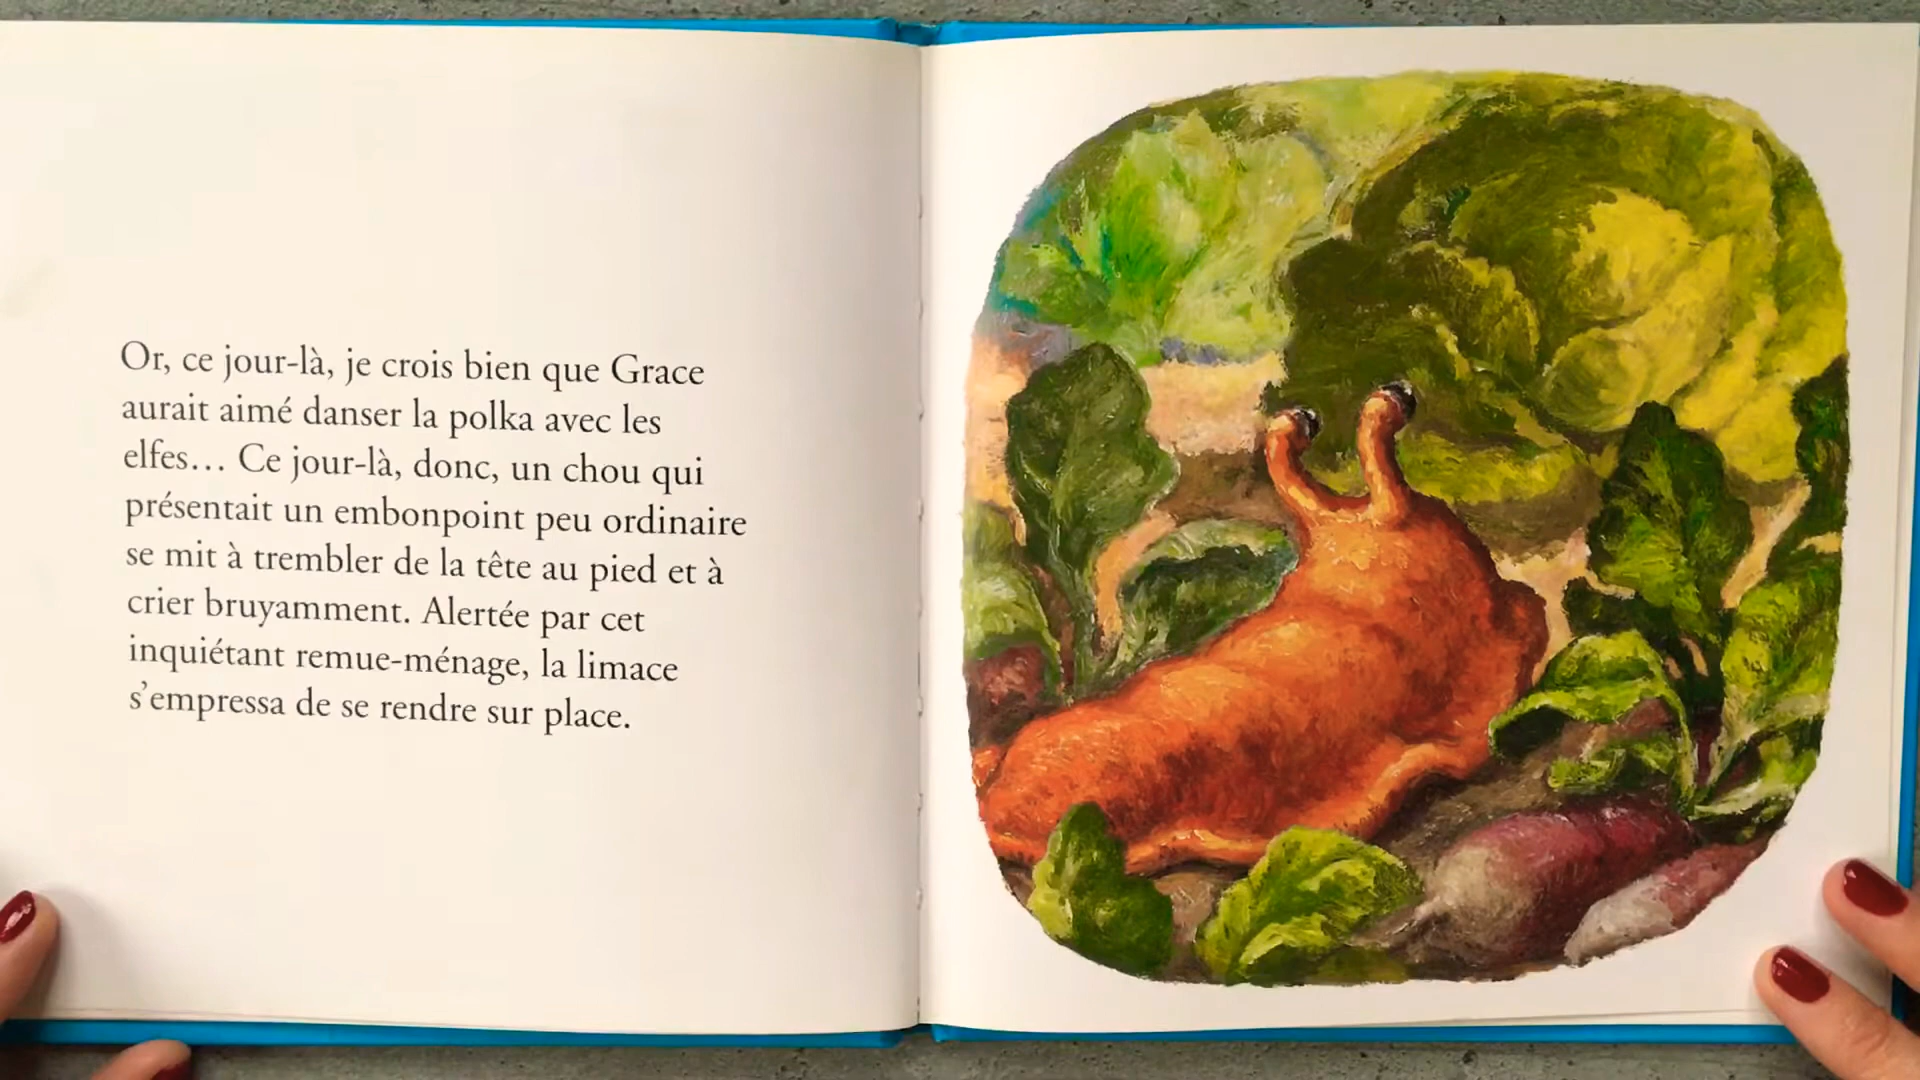 Or, ce jour-là, je crois bien que Grace
aurait aimé danser la polka avec les
elfes… Ce jour-là, donc, un chou qui
présentait un embonpoint peu ordinaire
se mit à trembler de la tête au pied et à
crier bruyamment. Alertée par cet
inquiétant remue-ménage, la limace
s'empressa de se rendre sur place.